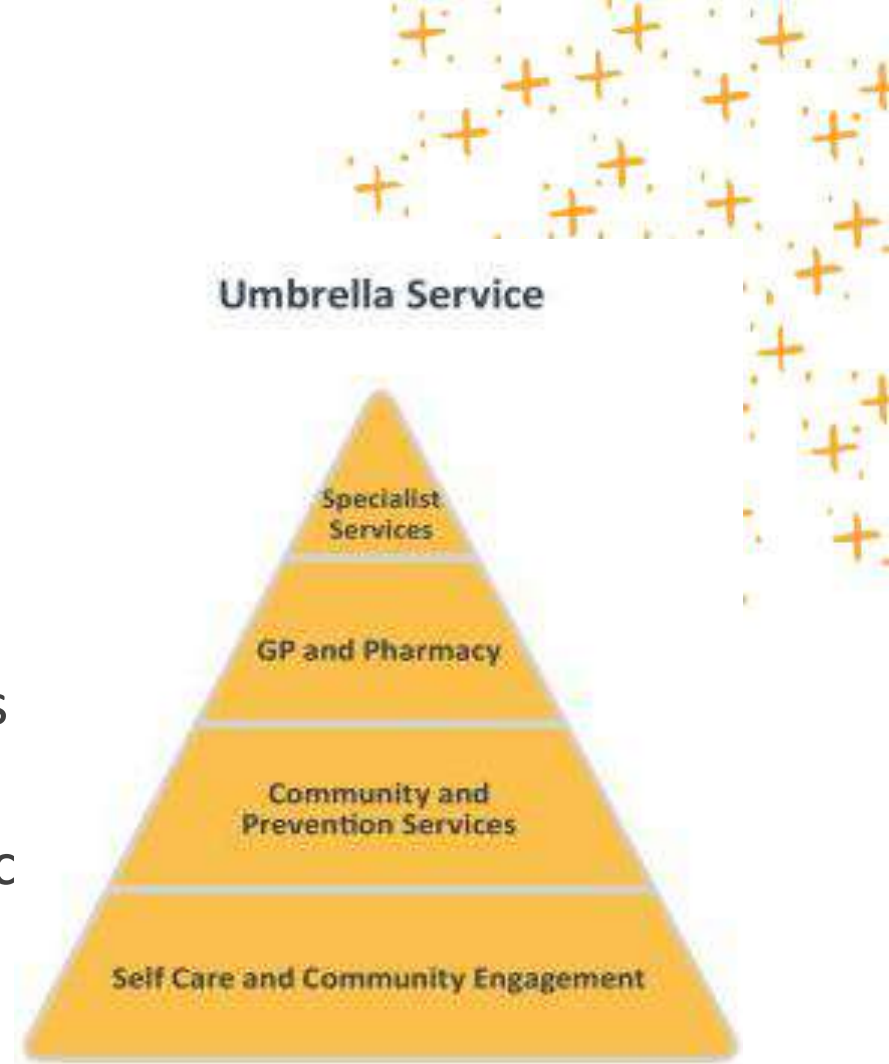 Umbrella Service
Specialist
Services
GP and Pharmacy
s
Community and
Prevention Services
c
Self Care and Community Engagement